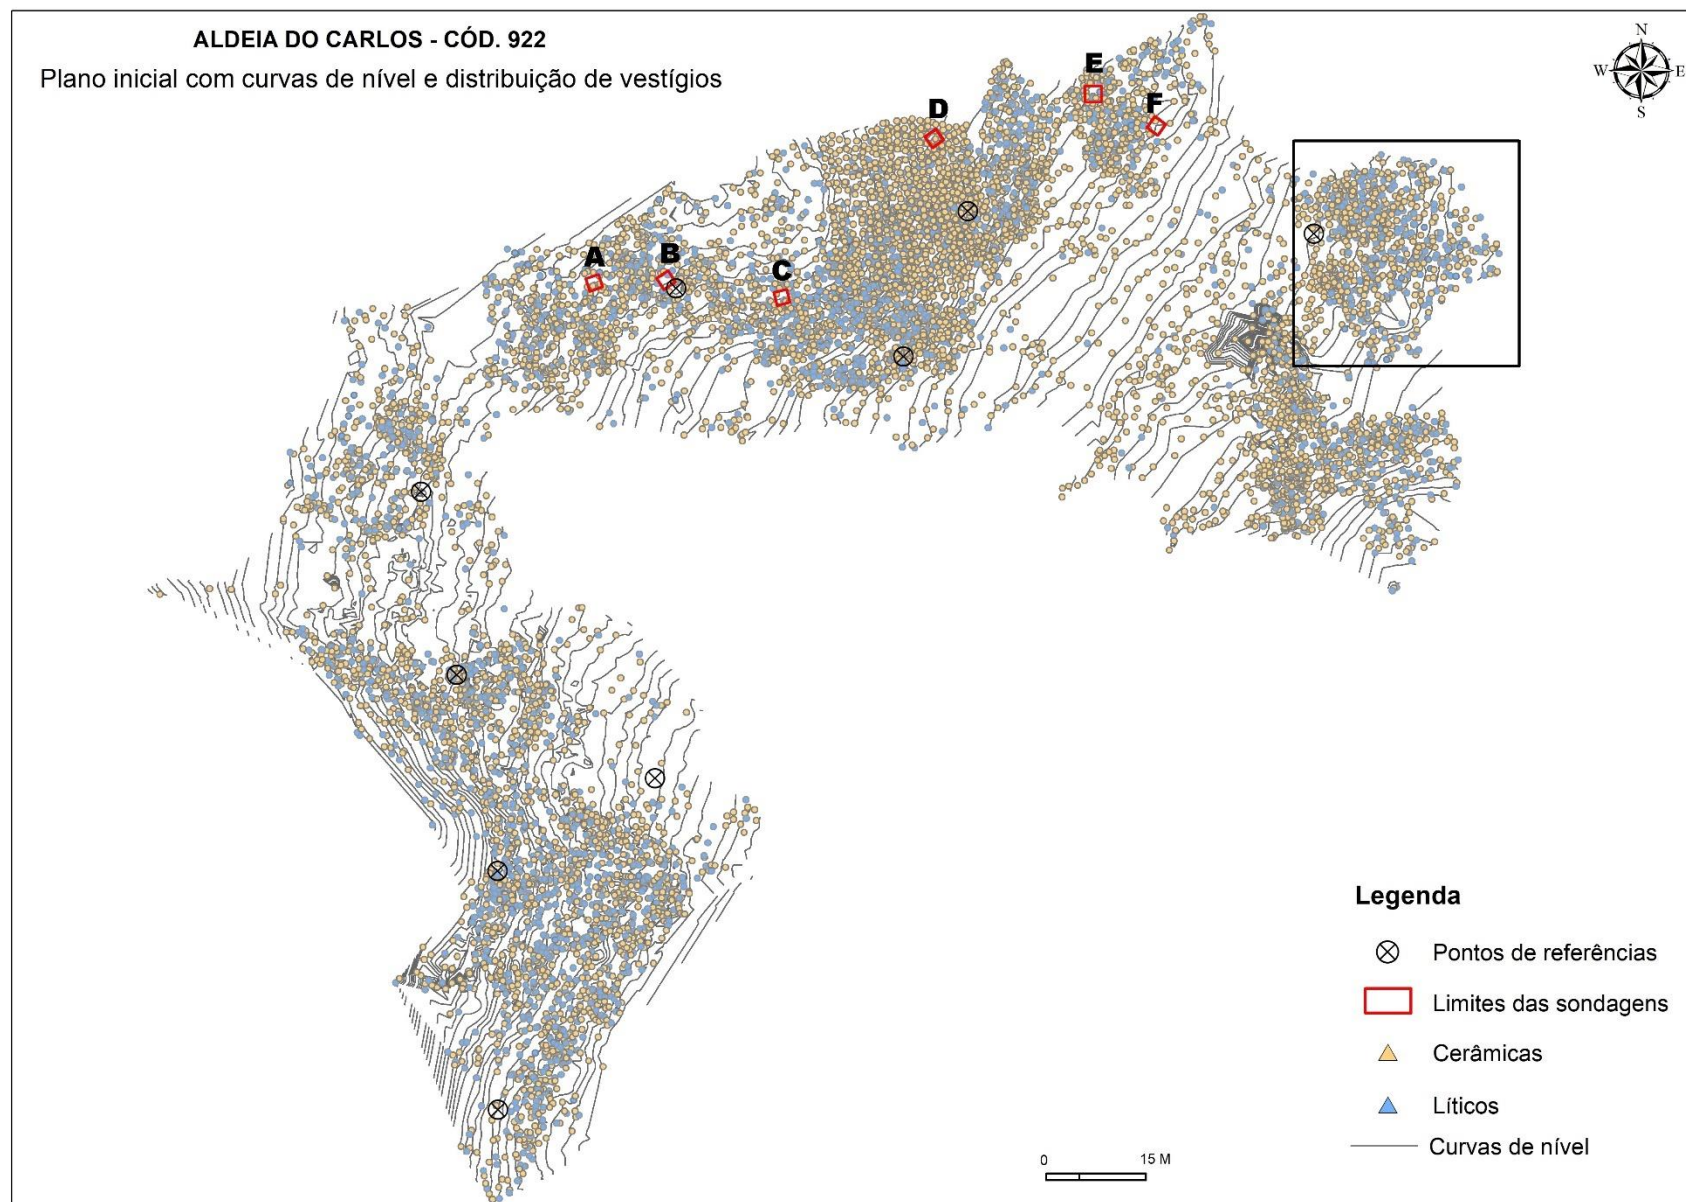 ALDEIA DO CARLOS - CÓD. 922
Plano inicial com curvas de nível e distribuição de vestígios
N
W E
S
A
B
C
D
E
F
Legenda
Pontos de referências
Limites das sondagens
Cerâmicas
Líticos
Curvas de nível
0 15 M